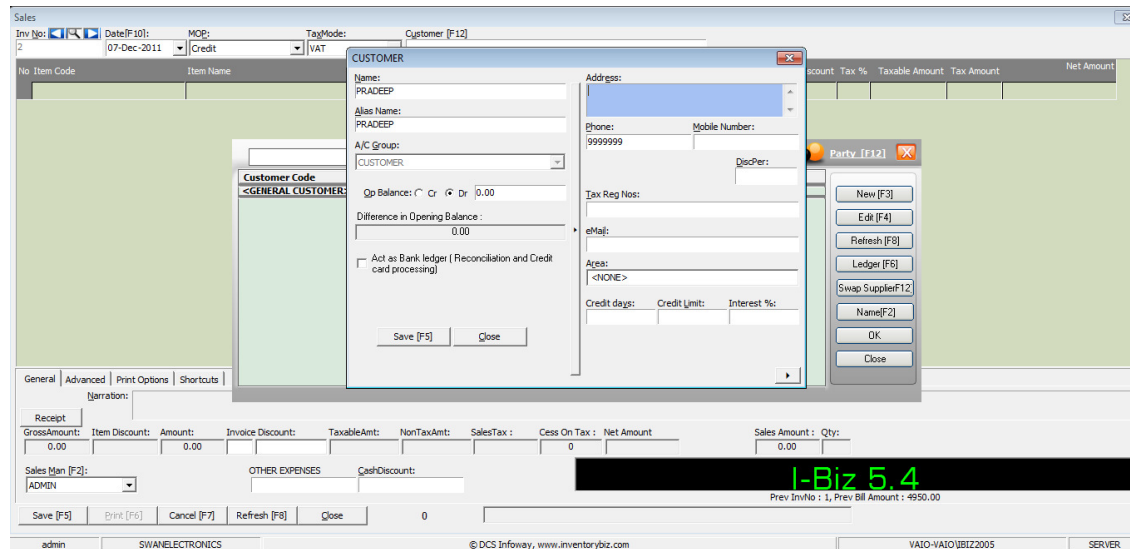 Sales
Inv No: Date[F10]: MOP: TaxMode: Customer [F12]
2 07-Dec-2011 Credit VAT
No Item Code Item Name scount Tax % Taxable Amount Tax Amount Net Amount
CUSTOMER
Name:
PRADEEP
Alias Name:
PRADEEP
A/C Group:
CUSTOMER
Op Balance: Cr Dr 0.00
Difference in Opening Balance :
0.00
Act as Bank ledger ( Reconciliation and Credit
card processing)
Save [F5] Close
Address:
Phone: Mobile Number:
9999999
DiscPer:
Tax Reg Nos:
eMail:
Area:
<NONE>
Credit days: Credit Limit: Interest %:
Party [F12]
Customer Code
<GENERAL CUSTOMER>
New [F3]
Edit [F4]
Refresh [F8]
Ledger [F6]
Swap SupplierF12
Name[F2]
OK
Close
General Advanced Print Options Shortcuts
Narration:
Receipt
GrossAmount: Item Discount: Amount: Invoice Discount: TaxableAmt: NonTaxAmt: SalesTax : Cess On Tax : Net Amount Sales Amount : Qty:
0.00 0.00 0 0.00
Sales Man [F2]: OTHER EXPENSES CashDiscount:
ADMIN
I-Biz 5.4
Prev InvNo : 1, Prev Bill Amount : 4950.00
Save [F5] Print [F6] Cancel [F7] Refresh [F8] Close 0
admin SWANELECTRONICS © DCS Infoway, www.inventorybiz.com VAIO-VAIO\IBIZ2005 SERVER